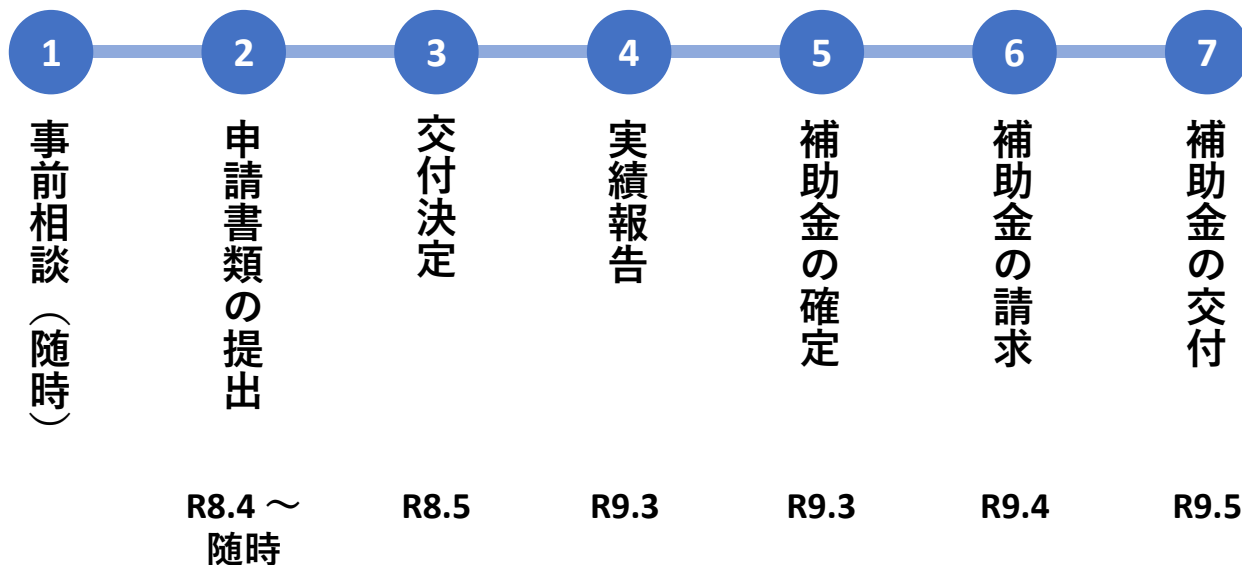 1
事前相談（随時）
2
申請書類の提出
R8.4 ～
随時
3
交付決定
R8.5
4
実績報告
R9.3
5
補助金の確定
R9.3
6
補助金の請求
R9.4
7
補助金の交付
R9.5